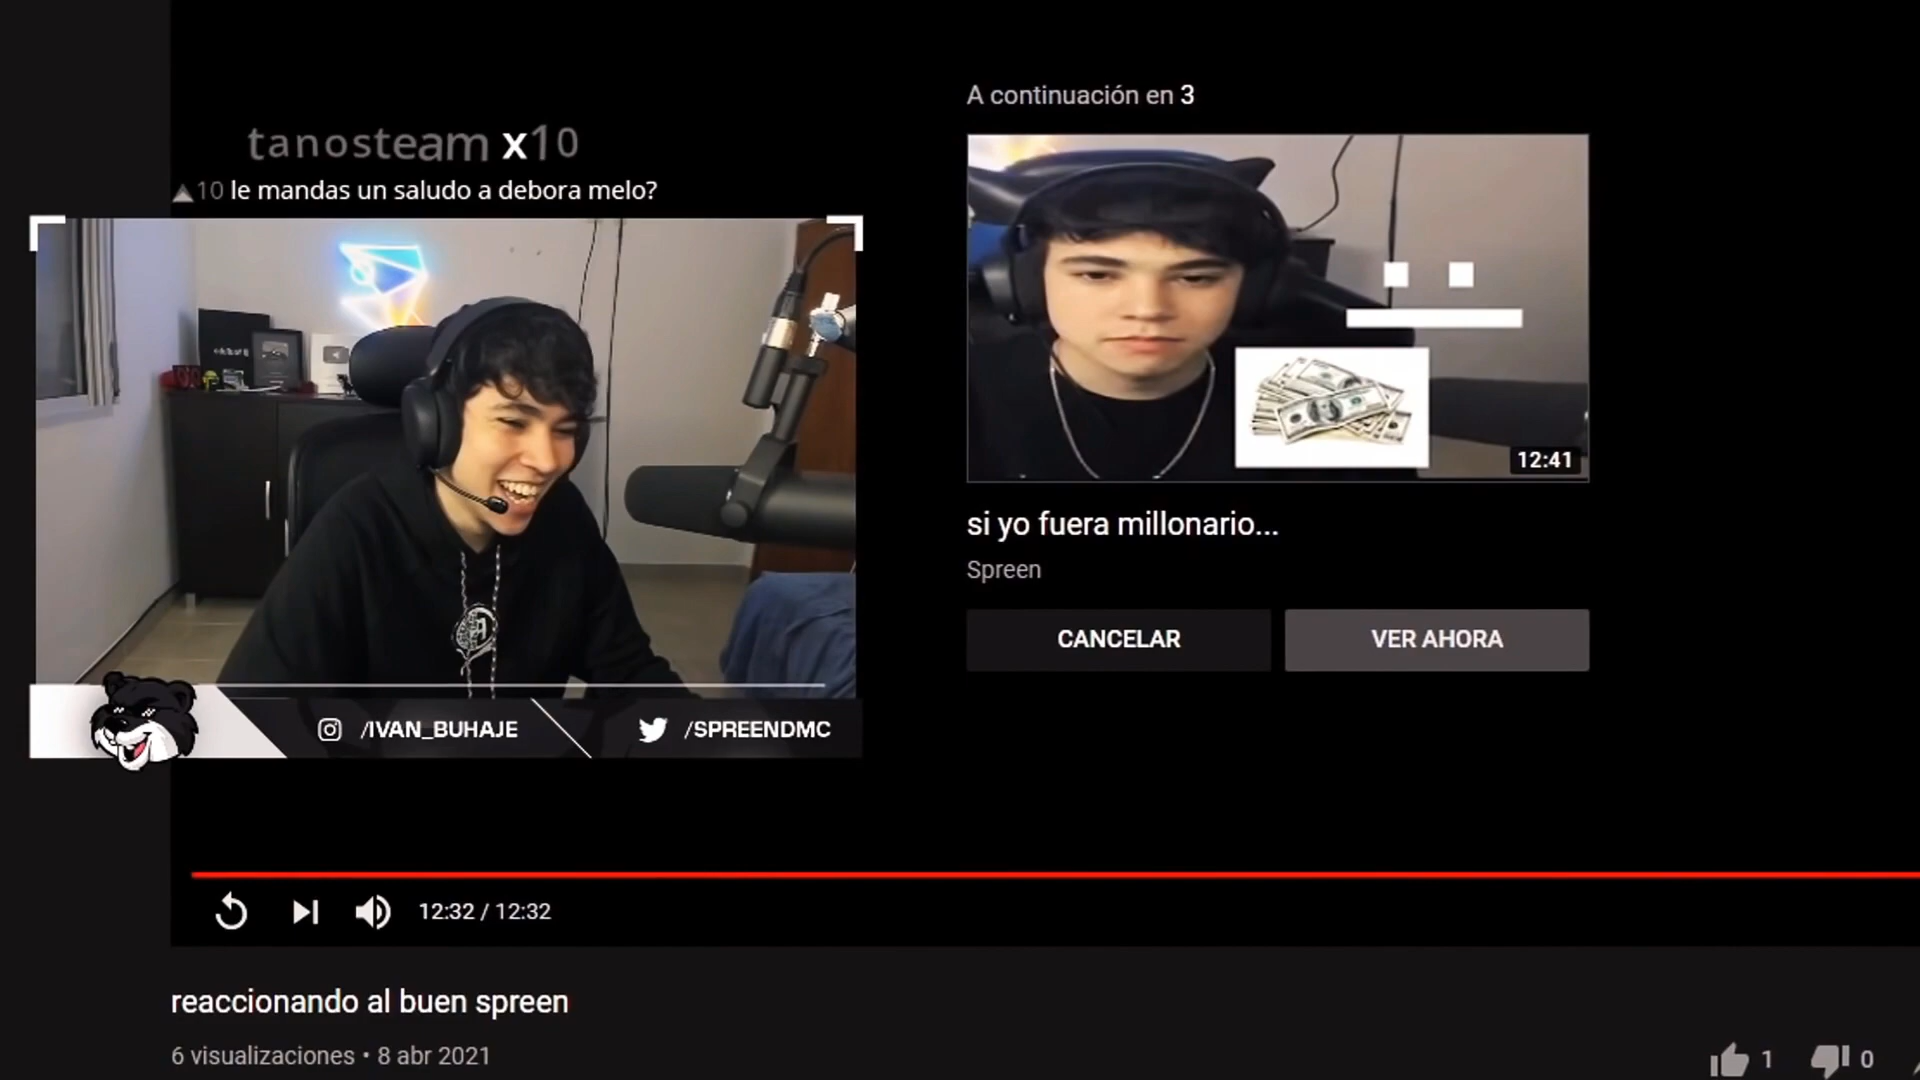 A continuación en 3
tanosteam x10
10 le mandas un saludo a debora melo?
12:41
si yo fuera millonario...
Spreen
CANCELAR
VER AHORA
/IVAN_BUHAJE
/SPREENDMC
12:32 / 12:32
reaccionando al buen spreen
6 visualizaciones • 8 abr 2021
1
0